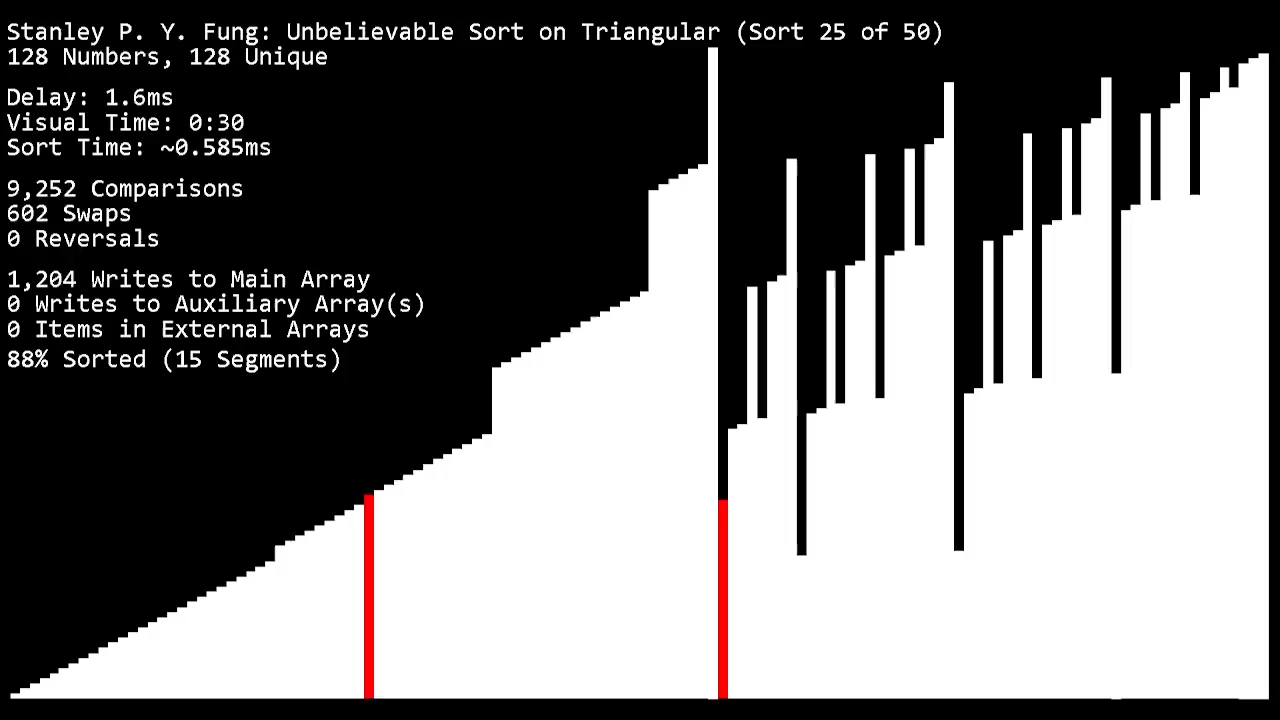 Stanley P. Y. Fung: Unbelievable Sort on Triangular (Sort 25 of 50)
128 Numbers, 128 Unique
Delay: 1.6ms
Visual Time: 0:30
Sort Time: ~0.585ms
9,252 Comparisons
602 Swaps
0 Reversals
1,204 Writes to Main Array
0 Writes to Auxiliary Array(s)
0 Items in External Arrays
88% Sorted (15 Segments)